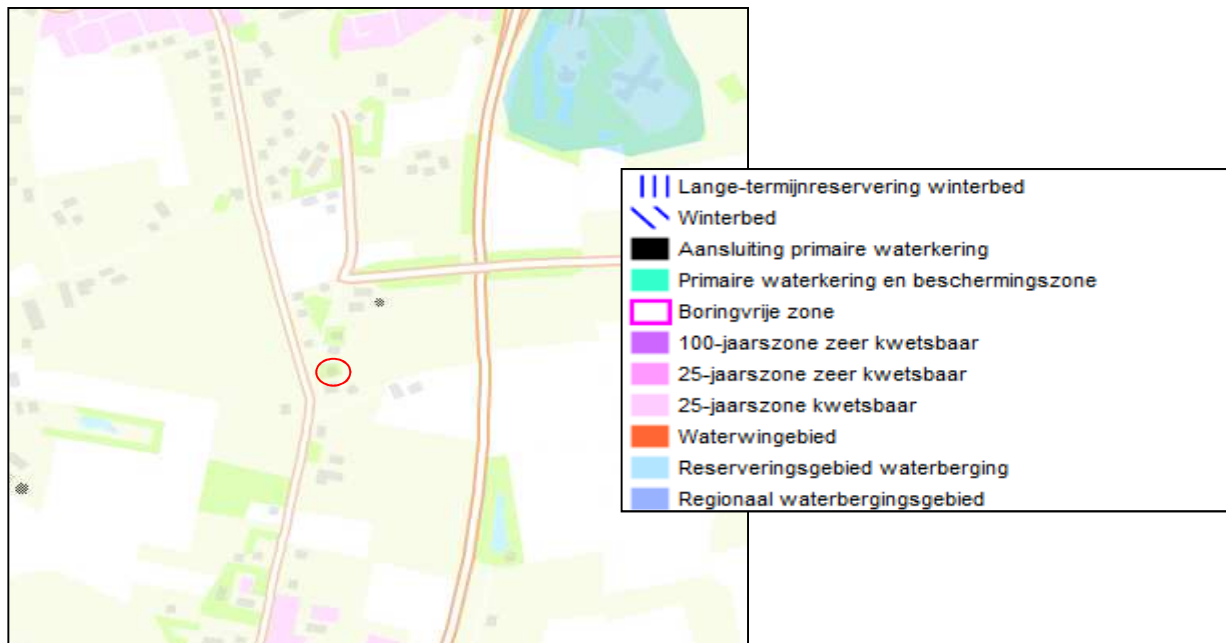 Lange-termijnreservering winterbed
Winterbed
Aansluiting primaire waterkering
Primaire waterkering en beschermingszone
Boringvrije zone
100-jaarszone zeer kwetsbaar
25-jaarszone zeer kwetsbaar
25-jaarszone kwetsbaar
Waterwingebied
Reserveringsgebied waterberging
Regionaal waterbergingsgebied